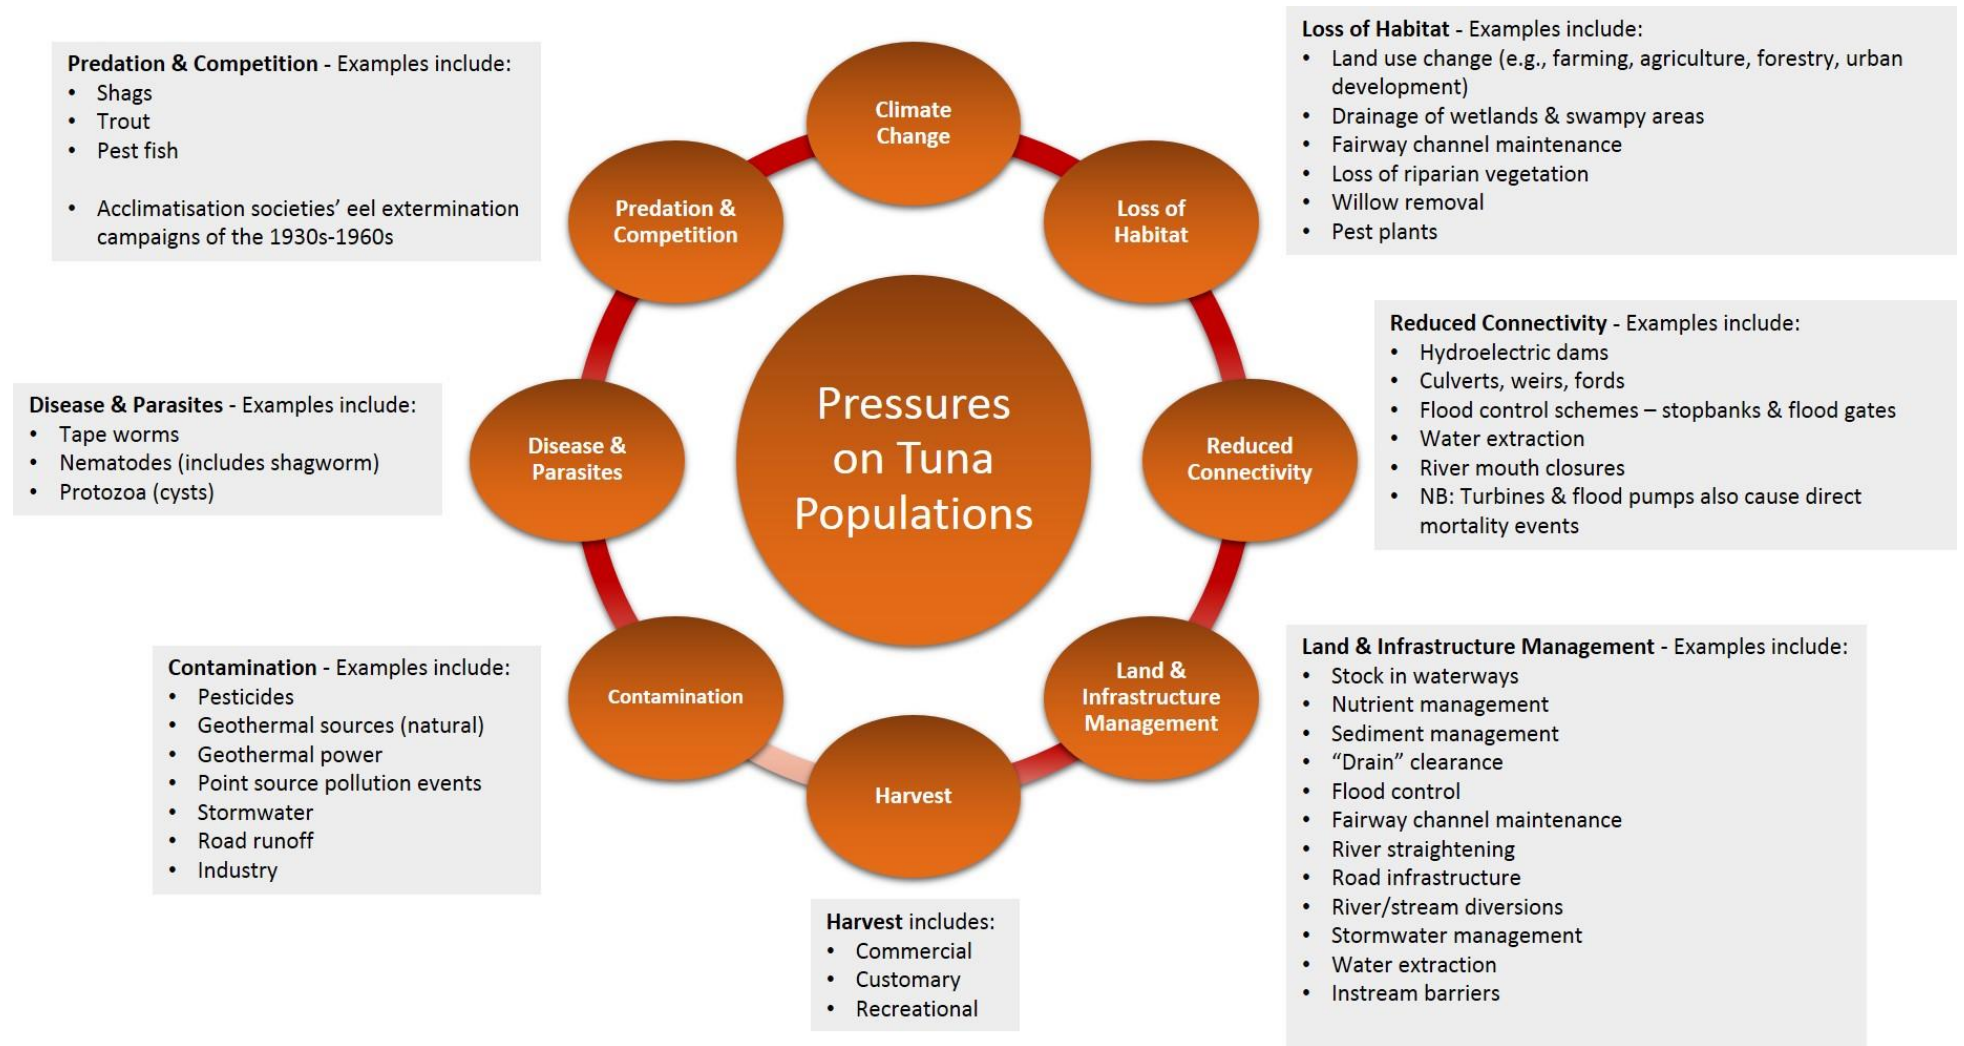 Pressures
on Tuna
Populations
Climate
Change
Loss of
Habitat
Reduced
Connectivity
Land &
Infrastructure
Management
Harvest
Contamination
Disease &
Parasites
Predation &
Competition
Loss of Habitat - Examples include:
• Land use change (e.g., farming, agriculture, forestry, urban
development)
• Drainage of wetlands & swampy areas
• Fairway channel maintenance
• Loss of riparian vegetation
• Willow removal
• Pest plants
Reduced Connectivity - Examples include:
• Hydroelectric dams
• Culverts, weirs, fords
• Flood control schemes – stopbanks & flood gates
• Water extraction
• River mouth closures
• NB: Turbines & flood pumps also cause direct
mortality events
Land & Infrastructure Management - Examples include:
• Stock in waterways
• Nutrient management
• Sediment management
• “Drain” clearance
• Flood control
• Fairway channel maintenance
• River straightening
• Road infrastructure
• River/stream diversions
• Stormwater management
• Water extraction
• Instream barriers
Harvest includes:
• Commercial
• Customary
• Recreational
Contamination - Examples include:
• Pesticides
• Geothermal sources (natural)
• Geothermal power
• Point source pollution events
• Stormwater
• Road runoff
• Industry
Disease & Parasites - Examples include:
• Tape worms
• Nematodes (includes shagworm)
• Protozoa (cysts)
Predation & Competition - Examples include:
• Shags
• Trout
• Pest fish
• Acclimatisation societies’ eel extermination
campaigns of the 1930s-1960s